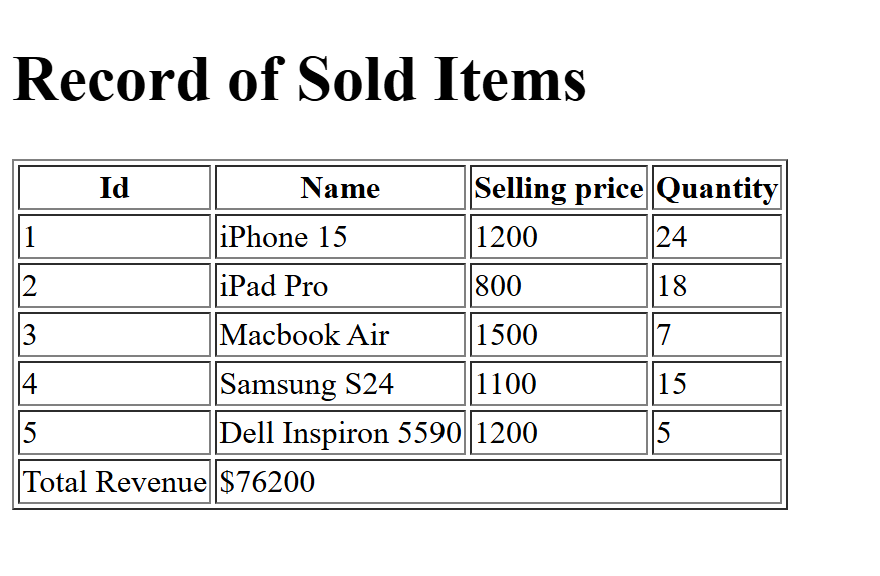 Record of Sold Items
Id Name Selling price Quantity
1 iPhone 15 1200 24
2 iPad Pro 800 18
3 Macbook Air 1500 7
4 Samsung S24 1100 15
5 Dell Inspiron 5590 1200 5
Total Revenue $76200